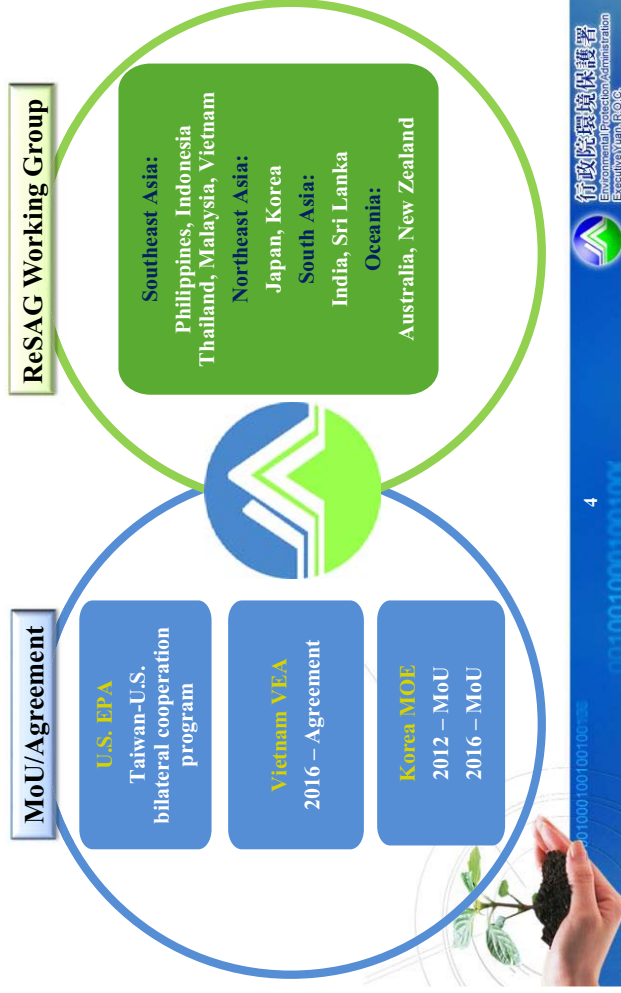 MoU/Agreement
U.S. EPA
Taiwan-U.S.
bilateral cooperation
program
Vietnam VEA
2016 – Agreement
Korea MOE
2012 – MoU
2016 – MoU
ReSAG Working Group
Southeast Asia:
Philippines, Indonesia
Thailand, Malaysia, Vietnam
Northeast Asia:
Japan, Korea
South Asia:
India, Sri Lanka
Oceania:
Australia, New Zealand
4
行政院環境保護署
Environmental Protection Administration
Executive Yuan, R.O.C.